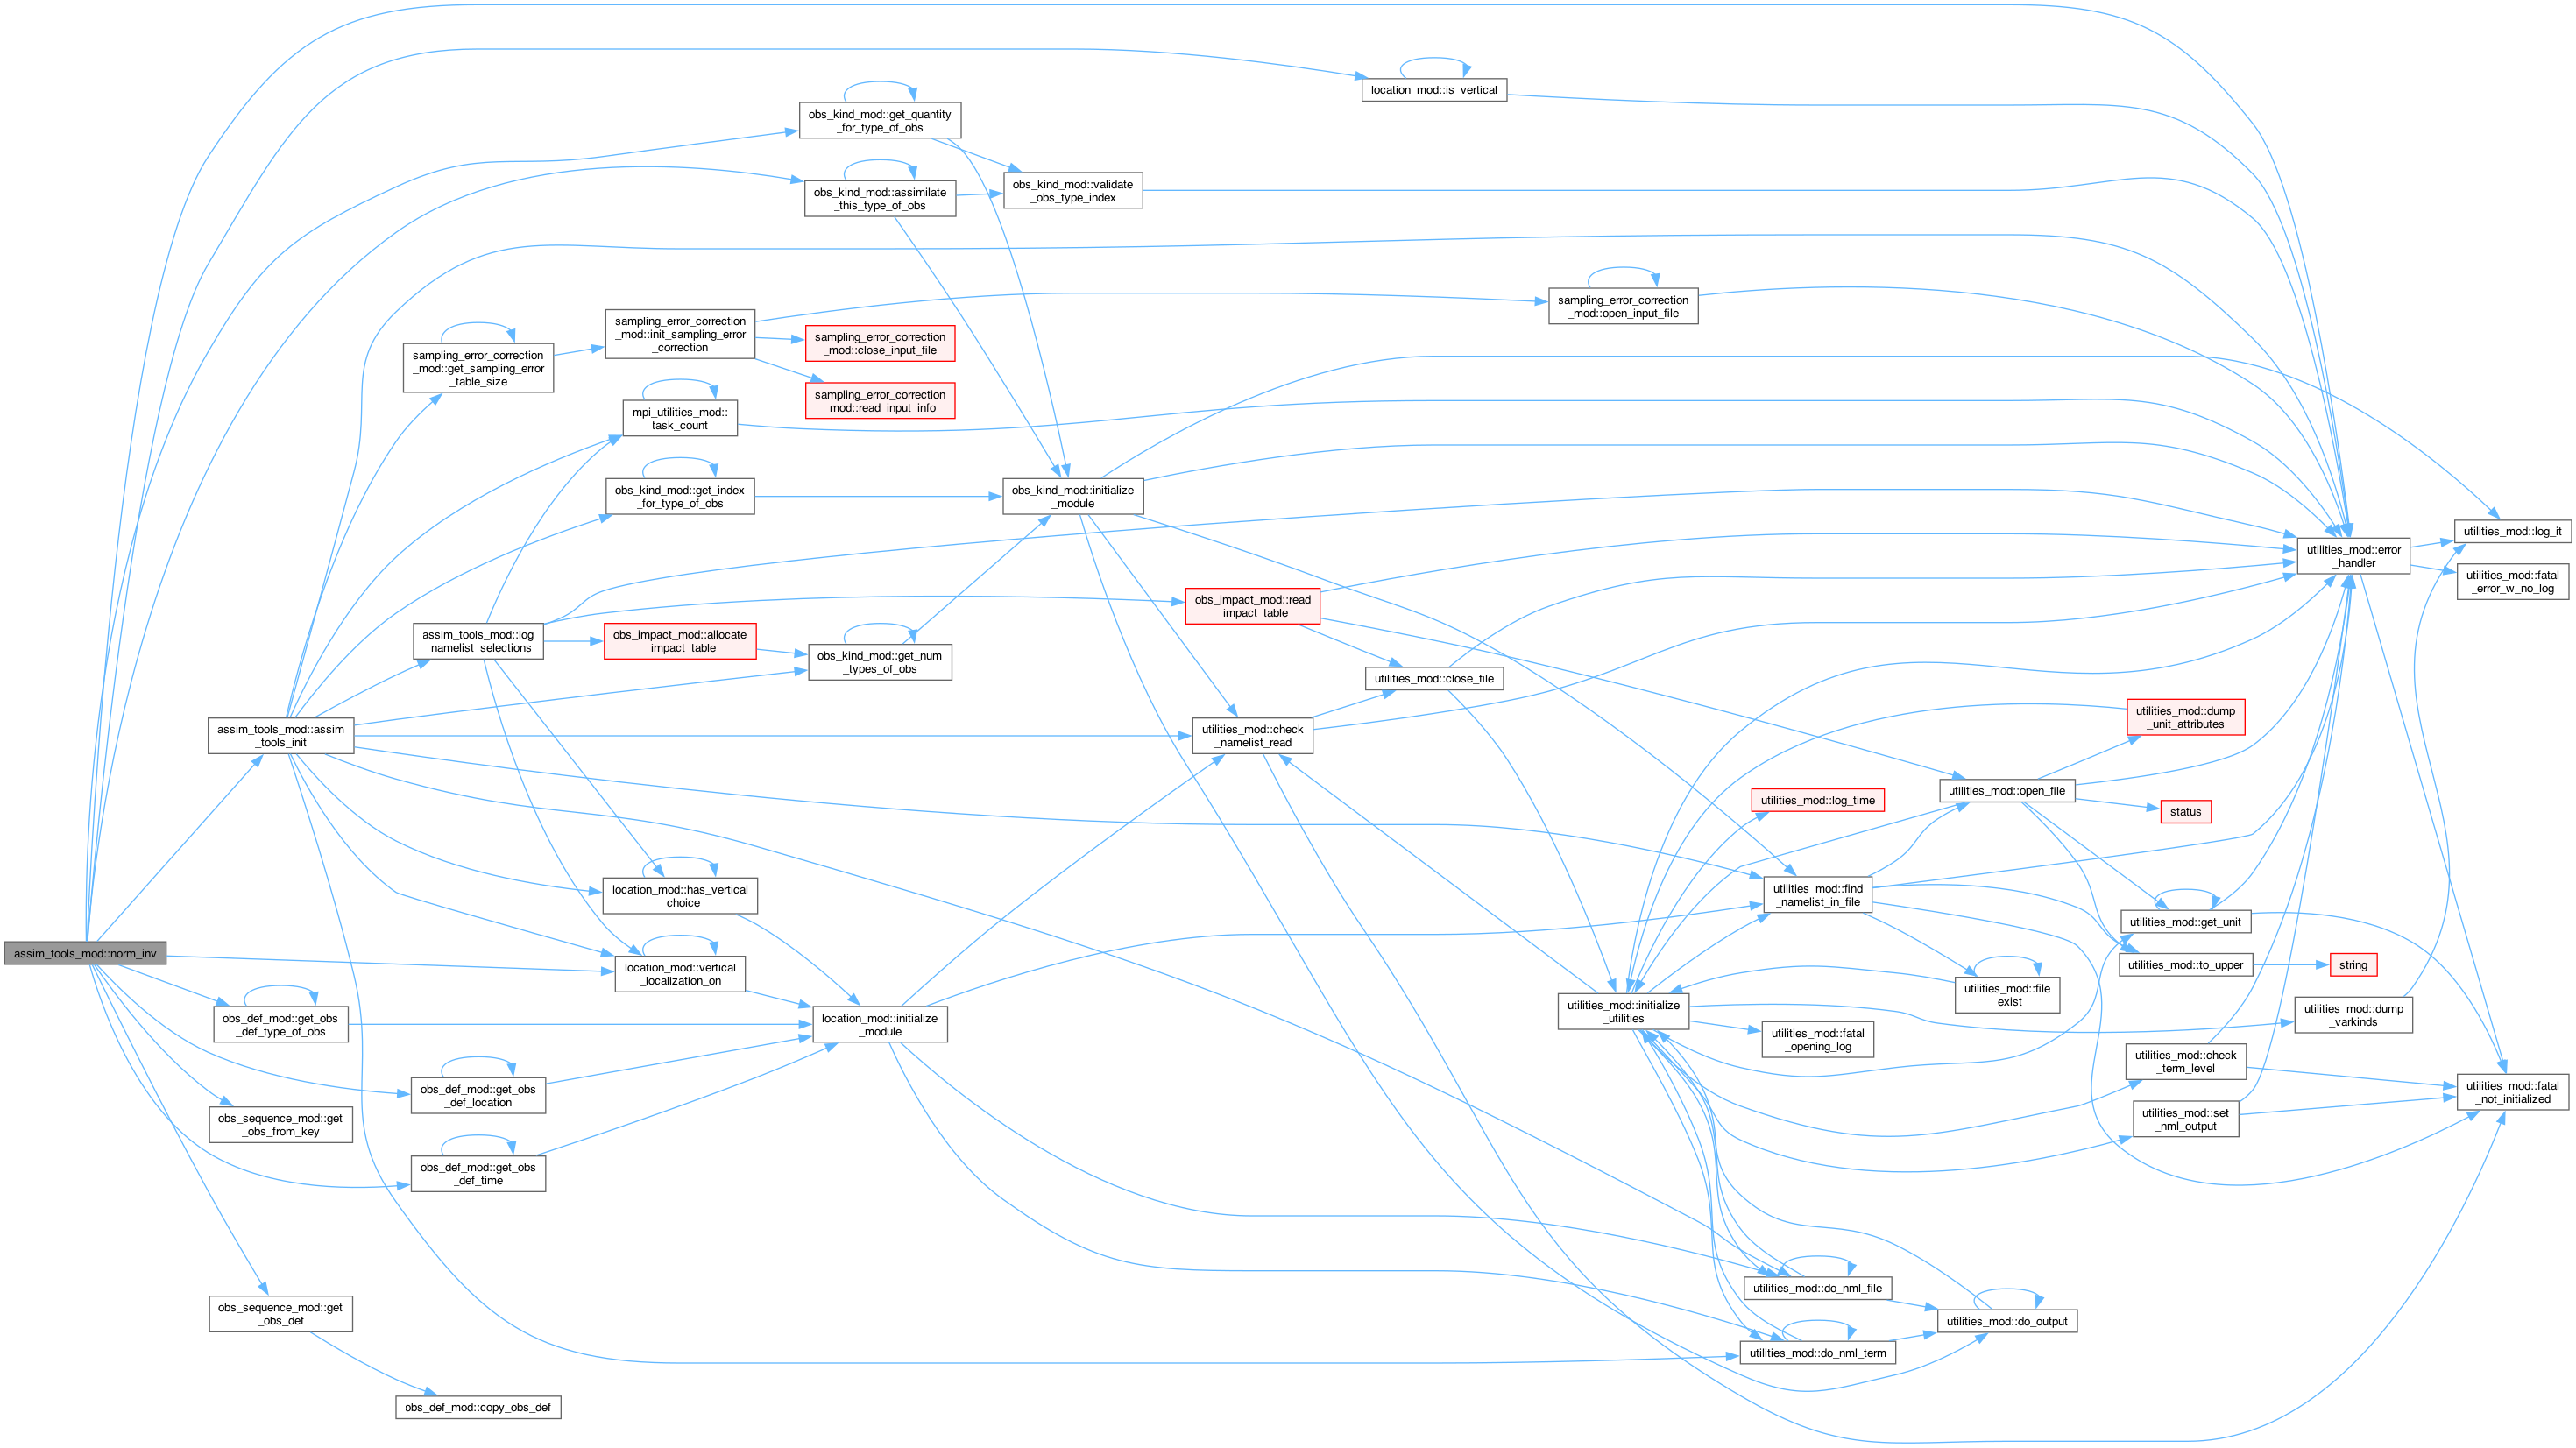 location_mod::is_vertical
obs_kind_mod::get_quantity
_for_type_of_obs
obs_kind_mod::assimilate
_this_type_of_obs
obs_kind_mod::validate
_obs_type_index
sampling_error_correction
_mod::open_input_file
sampling_error_correction
_mod::init_sampling_error
_correction
sampling_error_correction
_mod::close_input_file
sampling_error_correction
_mod::get_sampling_error
_table_size
sampling_error_correction
_mod::read_input_info
mpi_utilities_mod::
task_count
obs_kind_mod::get_index
_for_type_of_obs
obs_kind_mod::initialize
_module
utilities_mod::log_it
utilities_mod::error
_handler
utilities_mod::fatal
_error_w_no_log
obs_impact_mod::read
_impact_table
assim_tools_mod::log
_namelist_selections
obs_impact_mod::allocate
_impact_table
obs_kind_mod::get_num
_types_of_obs
utilities_mod::close_file
utilities_mod::dump
_unit_attributes
assim_tools_mod::assim
_tools_init
utilities_mod::check
_namelist_read
utilities_mod::open_file
utilities_mod::log_time
status
location_mod::has_vertical
_choice
utilities_mod::find
_namelist_in_file
utilities_mod::get_unit
assim_tools_mod::norm_inv
location_mod::vertical
_localization_on
utilities_mod::to_upper
string
utilities_mod::file
_exist
obs_def_mod::get_obs
_def_type_of_obs
location_mod::initialize
_module
utilities_mod::initialize
_utilities
utilities_mod::dump
_varkinds
utilities_mod::fatal
_opening_log
utilities_mod::check
_term_level
obs_def_mod::get_obs
_def_location
utilities_mod::fatal
_not_initialized
obs_sequence_mod::get
_obs_from_key
utilities_mod::set
_nml_output
obs_def_mod::get_obs
_def_time
utilities_mod::do_nml_file
obs_sequence_mod::get
_obs_def
utilities_mod::do_output
utilities_mod::do_nml_term
obs_def_mod::copy_obs_def